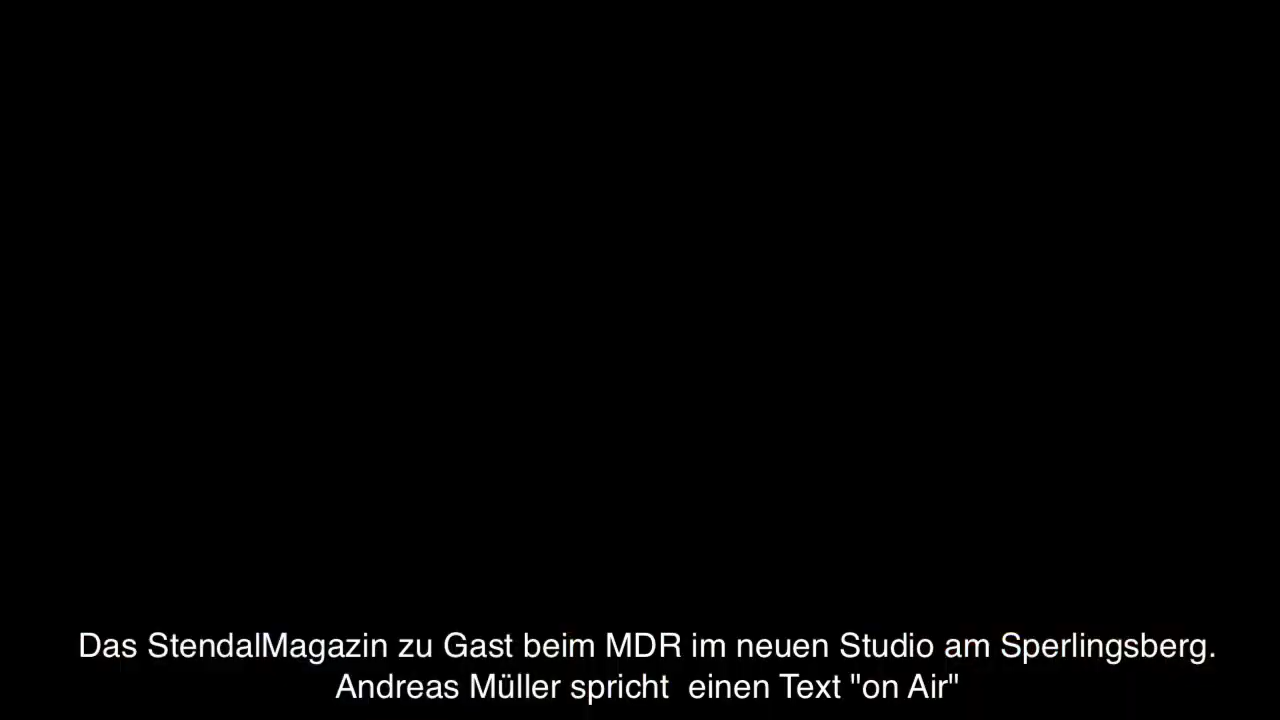 Das StendalMagazin zu Gast beim MDR im neuen Studio am Sperlingsberg.
Andreas Müller spricht  einen Text "on Air"